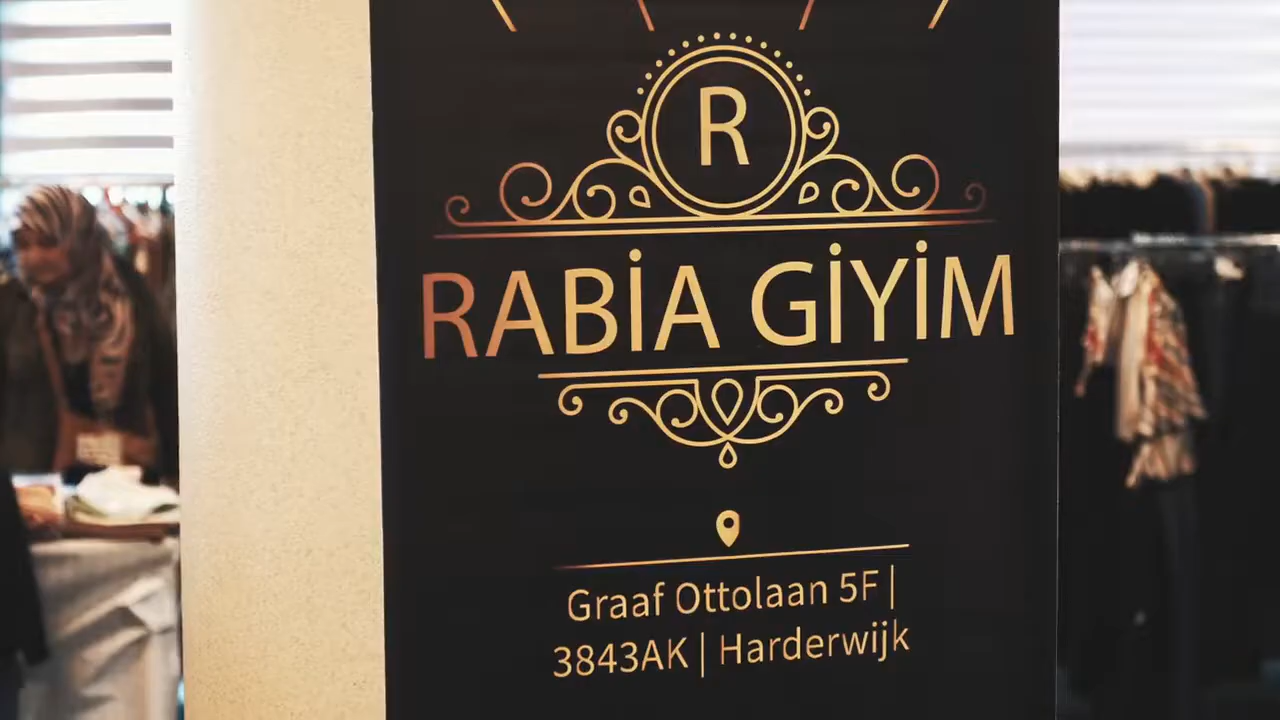 R
RABİA GİYİM
Graaf Ottolaan 5F |
3843AK | Harderwijk